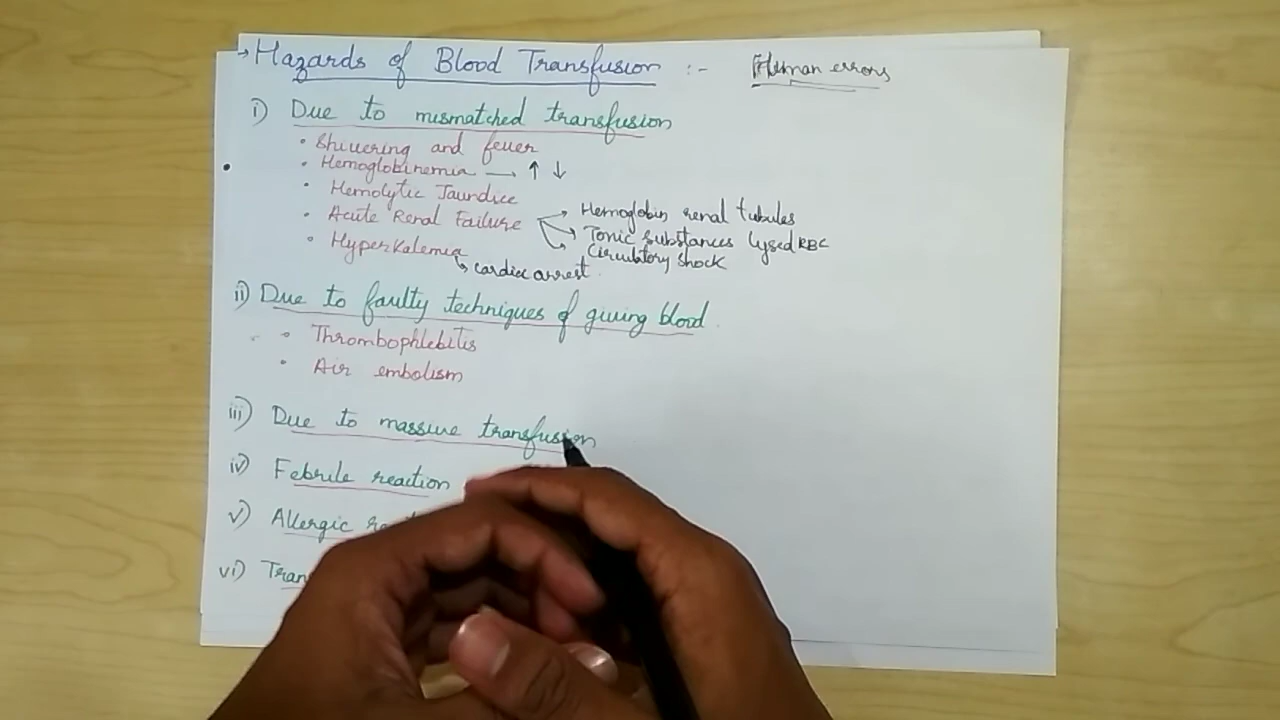 → Hazards of Blood Transfusion :- Human errors
i) Due to mismatched transfusion
• Shivering and fever
• Hemoglobinemia → ↑ ↓
• Hemolytic Jaundice
• Acute Renal Failure → Hemoglobin renal tubules
→ Tonic substances lysed RBC
→ Circulatory shock
• Hyperkalemia
↳ cardiac arrest.
ii) Due to faulty techniques of giving blood.
• Thrombophlebitis
• Air embolism
iii) Due to massive transfusion
iv) Febrile reaction
v) Allergic
vi)